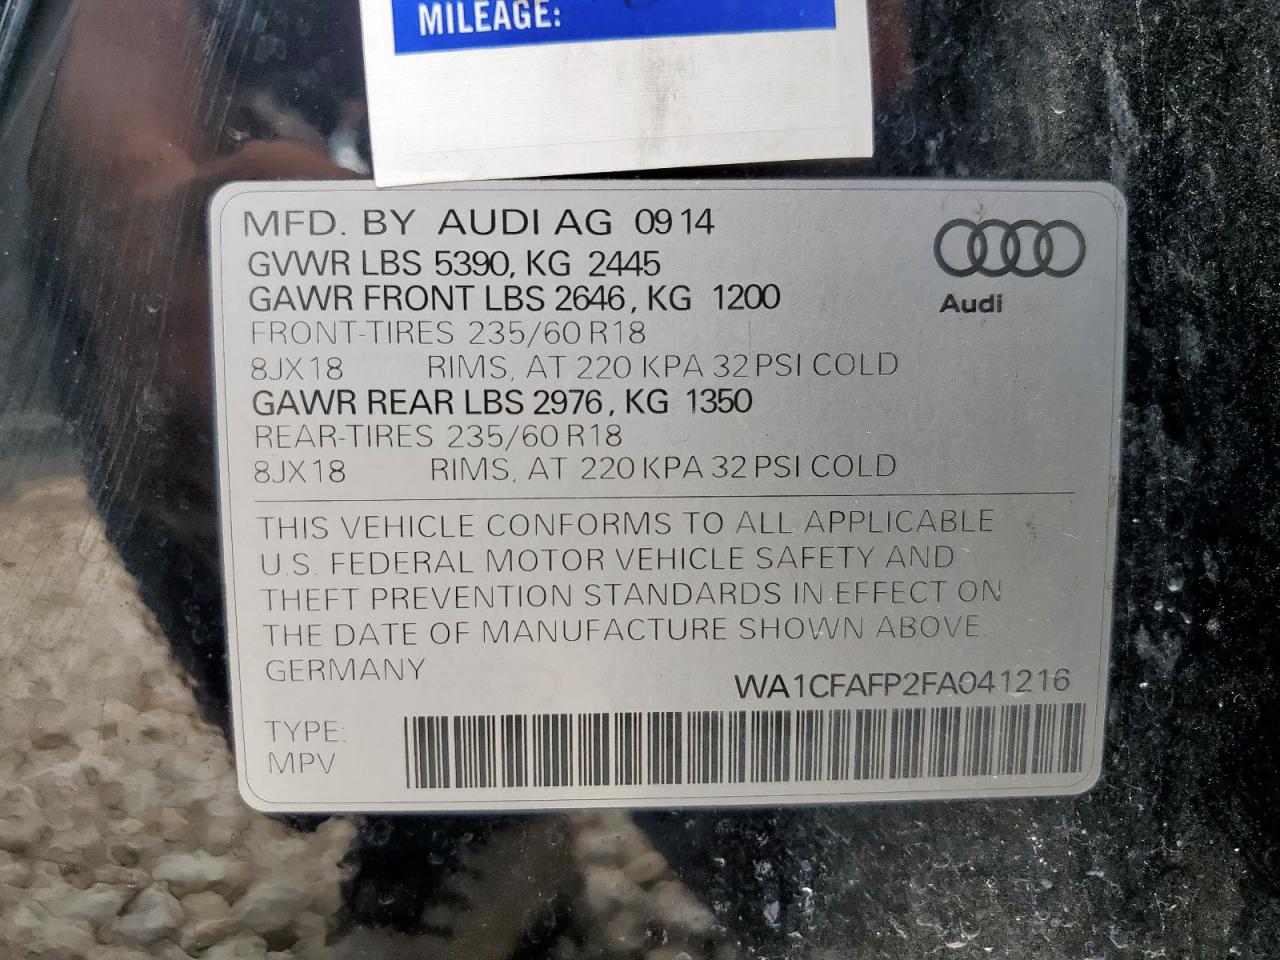 MILEAGE:
MFD. BY AUDI AG 09 14
GVWR LBS 5390, KG 2445
GAWR FRONT LBS 2646, KG 1200
Audi
FRONT-TIRES 235/60 R18
8JX18 RIMS, AT 220 KPA 32 PSI COLD
GAWR REAR LBS 2976, KG 1350
REAR-TIRES 235/60 R18
8JX18 RIMS, AT 220 KPA 32 PSI COLD
THIS VEHICLE CONFORMS TO ALL APPLICABLE
U.S. FEDERAL MOTOR VEHICLE SAFETY AND
THEFT PREVENTION STANDARDS IN EFFECT ON
THE DATE OF MANUFACTURE SHOWN ABOVE.
GERMANY
WA1CFAFP2FA041216
TYPE:
MPV